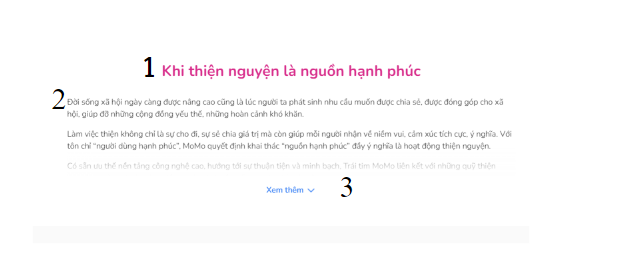 1 Khi thiện nguyện là nguồn hạnh phúc
2 Đời sống xã hội ngày càng được nâng cao cũng là lúc người ta phát sinh nhu cầu muốn được chia sẻ, được đóng góp cho xã
hội, giúp đỡ những cộng đồng yếu thế, những hoàn cảnh khó khăn.
Làm việc thiện không chỉ là sự cho đi, sự sẻ chia giá trị mà còn giúp mỗi người nhận về niềm vui, cảm xúc tích cực, ý nghĩa. Với
tôn chỉ "người dùng hạnh phúc", MoMo quyết định khai thác "nguồn hạnh phúc" đầy ý nghĩa là hoạt động thiện nguyện.
Có sẵn ưu thế nền tảng công nghệ cao, hướng tới sự thuận tiện và minh bạch, Trái tim MoMo liên kết với những quỹ thiện
Xem thêm 3